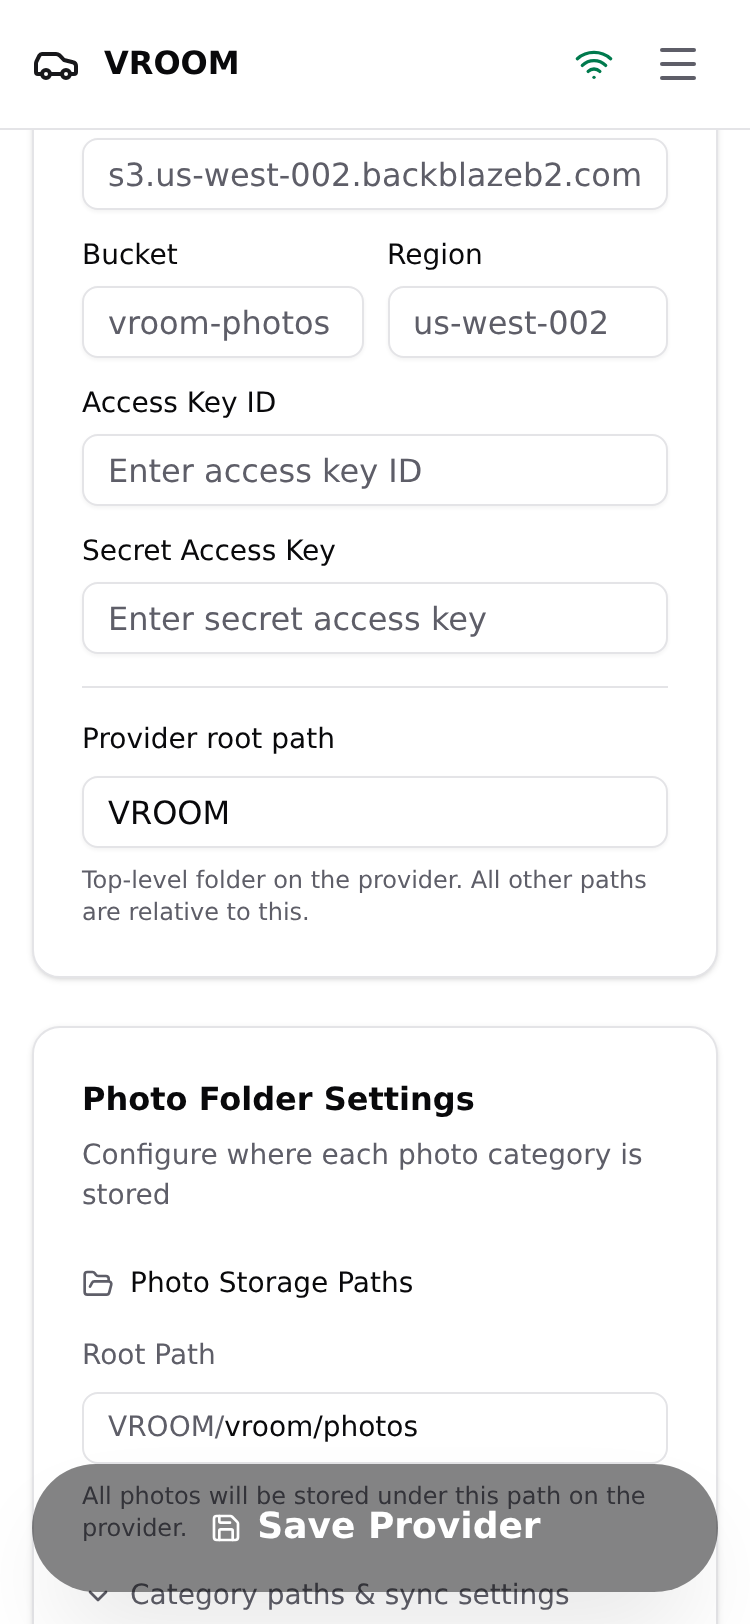 VROOM
s3.us-west-002.backblazeb2.com
Bucket
Region
vroom-photos
us-west-002
Access Key ID
Enter access key ID
Secret Access Key
Enter secret access key
Provider root path
VROOM
Top-level folder on the provider. All other paths
are relative to this.
Photo Folder Settings
Configure where each photo category is
stored
Photo Storage Paths
Root Path
VROOM/vroom/photos
All photos will be stored under this path on the
provider.
Save Provider
Category paths & sync settings